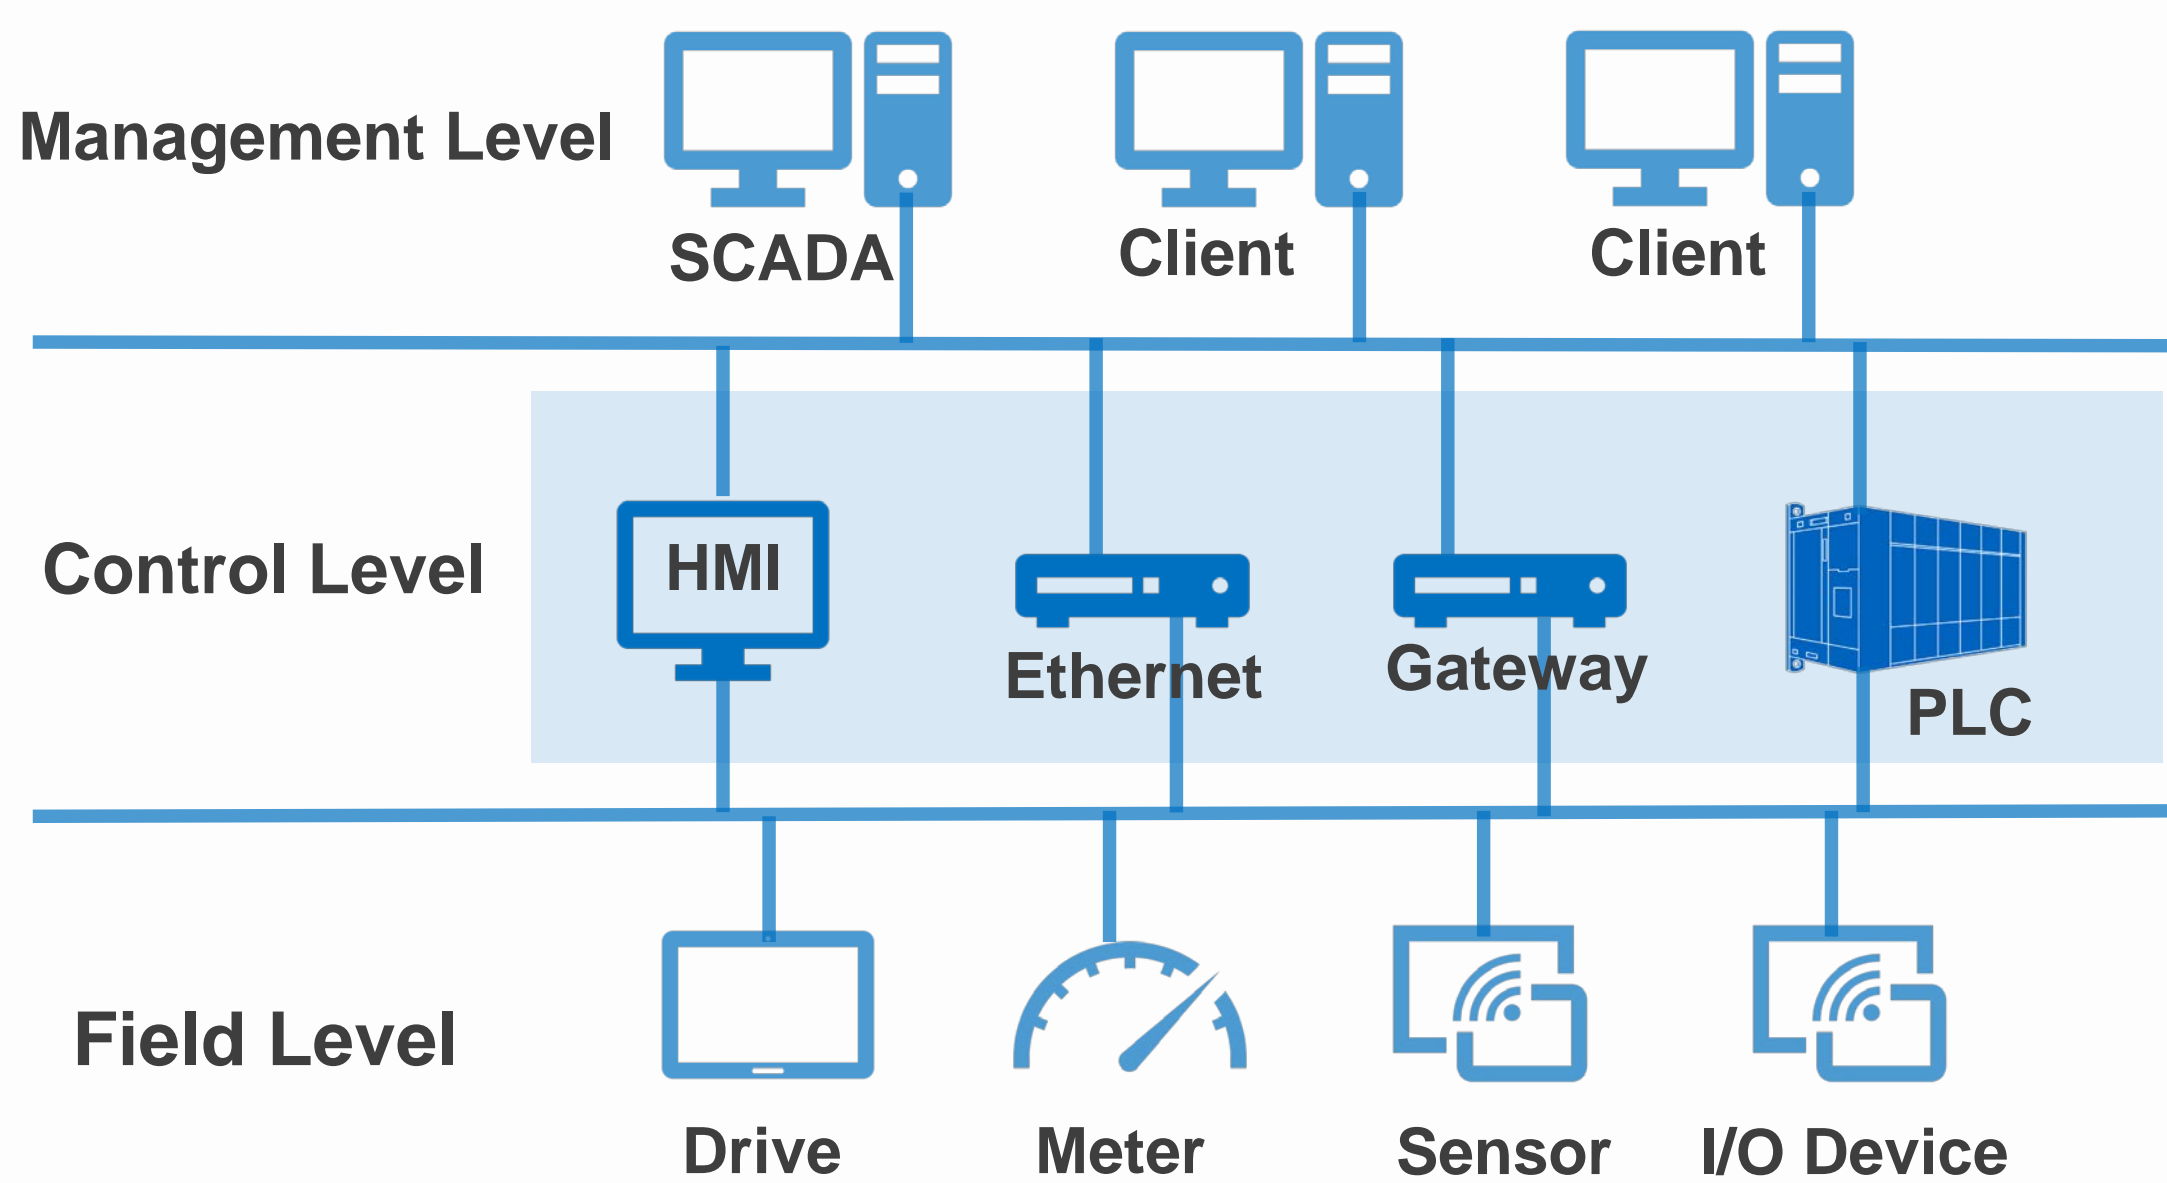 Management Level
SCADA
Client
Client
Control Level
HMI
Ethernet
Gateway
PLC
Field Level
Drive
Meter
Sensor
I/O Device